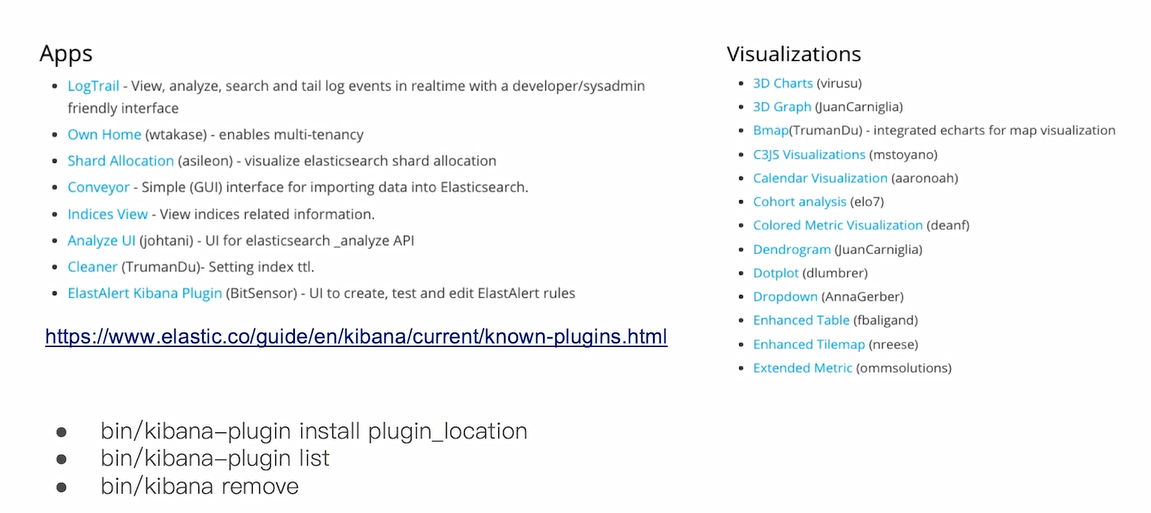 Apps
LogTrail - View, analyze, search and tail log events in realtime with a developer/sysadmin
friendly interface
Own Home (wtakase) - enables multi-tenancy
Shard Allocation (asileon) - visualize elasticsearch shard allocation
Conveyor - Simple (GUI) interface for importing data into Elasticsearch.
Indices View - View indices related information.
Analyze UI (johtani) - UI for elasticsearch _analyze API
Cleaner (TrumanDu)- Setting index ttl.
ElastAlert Kibana Plugin (BitSensor) - UI to create, test and edit ElastAlert rules
https://www.elastic.co/guide/en/kibana/current/known-plugins.html
Visualizations
3D Charts (virusu)
3D Graph (JuanCarniglia)
Bmap(TrumanDu) - integrated echarts for map visualization
C3JS Visualizations (mstoyano)
Calendar Visualization (aaronoah)
Cohort analysis (elo7)
Colored Metric Visualization (deanf)
Dendrogram (JuanCarniglia)
Dotplot (dlumbrer)
Dropdown (AnnaGerber)
Enhanced Table (fbaligand)
Enhanced Tilemap (nreese)
Extended Metric (ommsolutions)
● bin/kibana–plugin install plugin_location
● bin/kibana–plugin list
● bin/kibana remove